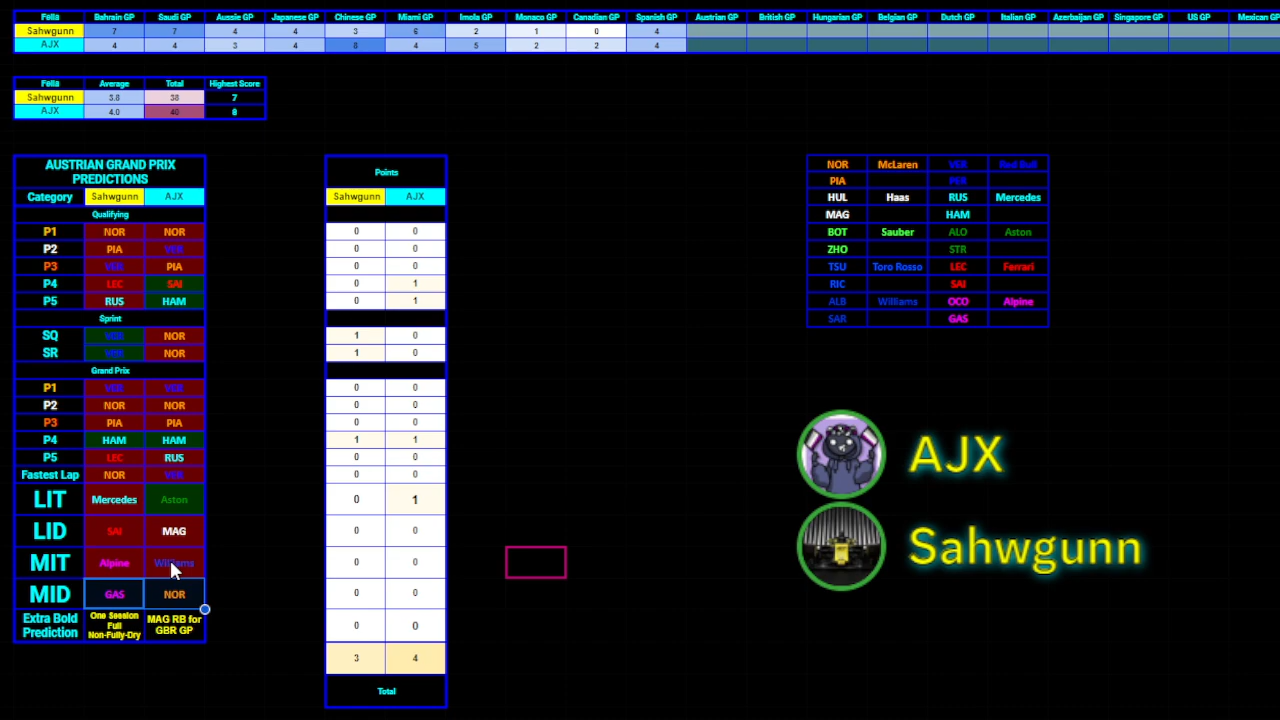 Fella Bahrain GP Saudi GP Aussie GP Japanese GP Chinese GP Miami GP Imola GP Monaco GP Canadian GP Spanish GP Austrian GP British GP Hungarian GP Belgian GP Dutch GP Italian GP Azerbaijan GP Singapore GP US GP Mexican GP
Sahwgunn 7 7 4 4 3 6 2 1 0 4
AJX 4 4 3 4 8 4 5 2 2 4
Fella Average Total Highest Score
Sahwgunn 3.8 38 7
AJX 4.0 40 8
AUSTRIAN GRAND PRIX
PREDICTIONS
Category Sahwgunn AJX
Qualifying
P1 NOR NOR
P2 PIA VER
P3 VER PIA
P4 LEC SAI
P5 RUS HAM
Sprint
SQ VER NOR
SR VER NOR
Grand Prix
P1 VER VER
P2 NOR NOR
P3 PIA PIA
P4 HAM HAM
P5 LEC RUS
Fastest Lap NOR VER
LIT Mercedes Aston
LID SAI MAG
MIT Alpine Williams
MID GAS NOR
Extra Bold
Prediction
One Session
Full
Non-Fully-Dry
MAG RB for
GBR GP
Points
Sahwgunn AJX
0 0
0 0
0 0
0 1
0 1
1 0
1 0
0 0
0 0
0 0
1 1
0 0
0 0
0 1
0 0
0 0
0 0
0 0
3 4
Total
NOR McLaren VER Red Bull
PIA PER
HUL Haas RUS Mercedes
MAG HAM
BOT Sauber ALO Aston
ZHO STR
TSU Toro Rosso LEC Ferrari
RIC SAI
ALB Williams OCO Alpine
SAR GAS
AJX
Sahwgunn